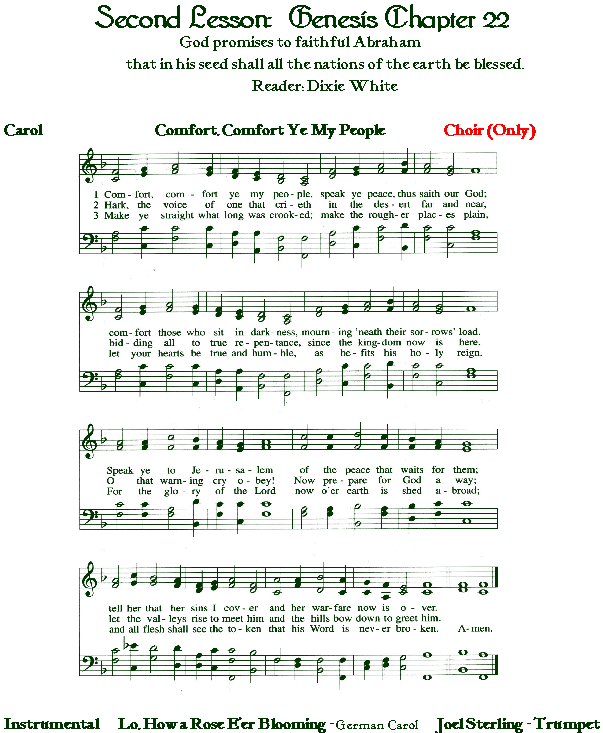 Second Lesson: Genesis Chapter 22
God promises to faithful Abraham
that in his seed shall all the nations of the earth be blessed.
Reader: Dixie White
Carol Comfort, Comfort Ye My People Choir (Only)
1 Com - fort, com - fort ye my peo - ple, speak ye peace, thus saith our God;
2 Hark, the voice of one that cri - eth in the des - ert far and near,
3 Make ye straight what long was crook - ed; make the rough - er plac - es plain,
com - fort those who sit in dark - ness, mourn - ing 'neath their sor - rows' load.
bid - ding all to true re - pen - tance, since the king - dom now is here.
let your hearts be true and hum - ble, as be - fits his ho - ly reign.
Speak ye to Je - ru - sa - lem of the peace that waits for them;
O that warn - ing cry o - bey! Now pre - pare for God a way;
For the glo - ry of the Lord now o'er earth is shed a - broad;
tell her that her sins I cov - er and her war - fare now is o - ver.
let the val - leys rise to meet him and the hills bow down to greet him.
and all flesh shall see the to - ken that his Word is nev - er bro - ken. A - men.
Instrumental Lo, How a Rose E'er Blooming - German Carol Joel Sterling - Trumpet